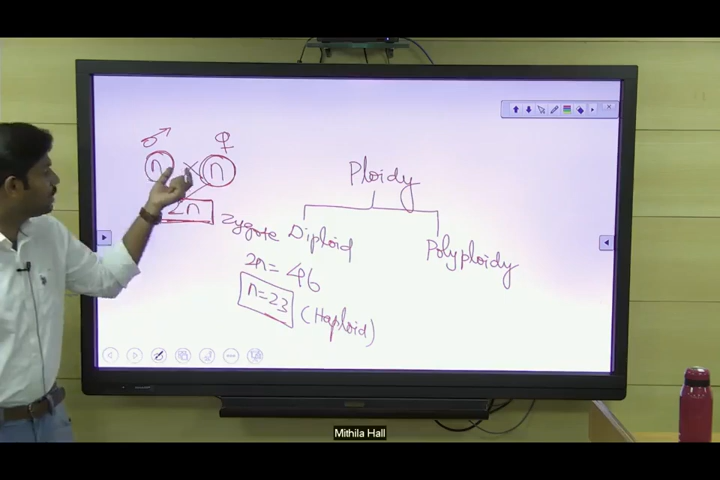 ♂ ♀
n × n
2n
zygote
Ploidy
Diploid
Polyploidy
2n = 46
n=23
(Haploid)
Mithila Hall